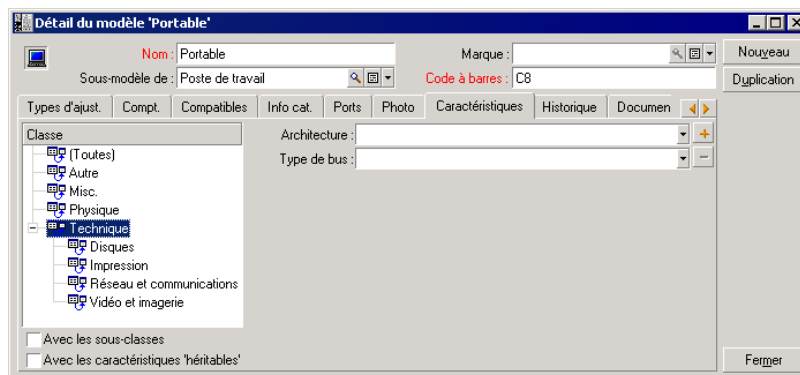 Détail du modèle 'Portable'
Nom : Portable
Marque :
Nouveau
Sous-modèle de : Poste de travail
Code à barres : C8
Duplication
Types d'ajust. Compt. Compatibles Info cat. Ports Photo Caractéristiques Historique Documen
Classe
Architecture :
(Toutes)
Type de bus :
Autre
Misc.
Physique
Technique
Disques
Impression
Réseau et communications
Vidéo et imagerie
Avec les sous-classes
Avec les caractéristiques 'héritables'
Fermer